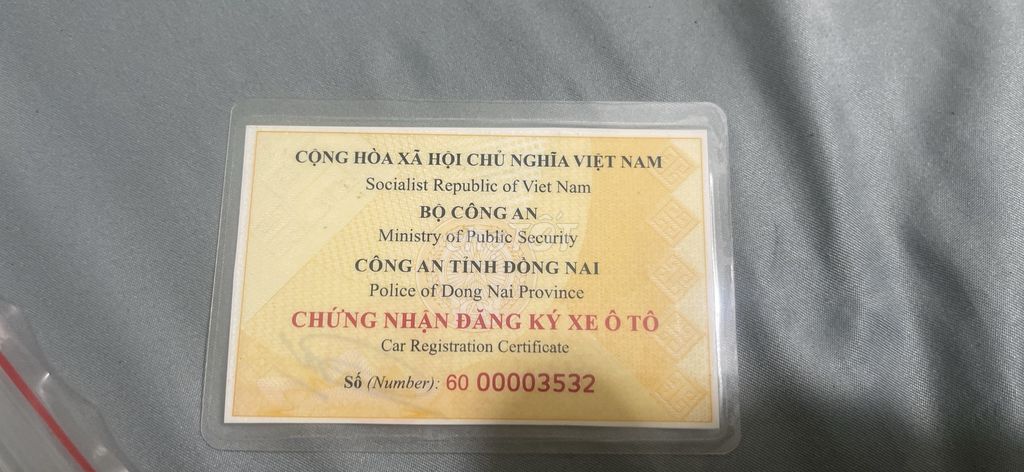 CỘNG HÒA XÃ HỘI CHỦ NGHĨA VIỆT NAM
Socialist Republic of Viet Nam
BỘ CÔNG AN
Ministry of Public Security
CÔNG AN TỈNH ĐỒNG NAI
Police of Dong Nai Province
CHỨNG NHẬN ĐĂNG KÝ XE Ô TÔ
Car Registration Certificate
Số (Number): 60 00003532